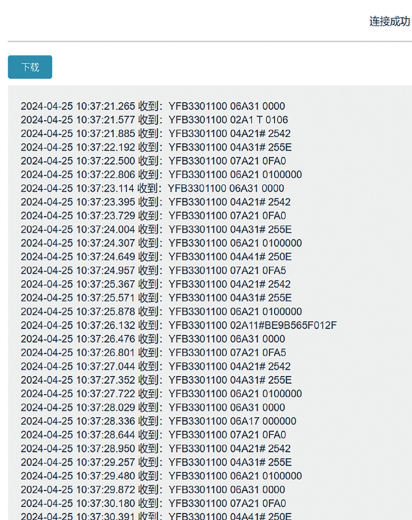 连接成功
下载
2024-04-25 10:37:21.265 收到：YFB3301100 06A31 0000
2024-04-25 10:37:21.577 收到：YFB3301100 02A1 T 0106
2024-04-25 10:37:21.885 收到：YFB3301100 04A21# 2542
2024-04-25 10:37:22.192 收到：YFB3301100 04A31# 255E
2024-04-25 10:37:22.500 收到：YFB3301100 07A21 0FA0
2024-04-25 10:37:22.806 收到：YFB3301100 06A21 0100000
2024-04-25 10:37:23.114 收到：YFB3301100 06A31 0000
2024-04-25 10:37:23.395 收到：YFB3301100 04A21# 2542
2024-04-25 10:37:23.729 收到：YFB3301100 07A21 0FA0
2024-04-25 10:37:24.004 收到：YFB3301100 04A31# 255E
2024-04-25 10:37:24.307 收到：YFB3301100 06A21 0100000
2024-04-25 10:37:24.649 收到：YFB3301100 04A41# 250E
2024-04-25 10:37:24.957 收到：YFB3301100 07A21 0FA5
2024-04-25 10:37:25.367 收到：YFB3301100 04A21# 2542
2024-04-25 10:37:25.571 收到：YFB3301100 04A31# 255E
2024-04-25 10:37:25.878 收到：YFB3301100 06A21 0100000
2024-04-25 10:37:26.132 收到：YFB3301100 02A11#BE9B565F012F
2024-04-25 10:37:26.476 收到：YFB3301100 06A31 0000
2024-04-25 10:37:26.801 收到：YFB3301100 07A21 0FA5
2024-04-25 10:37:27.044 收到：YFB3301100 04A21# 2542
2024-04-25 10:37:27.352 收到：YFB3301100 04A31# 255E
2024-04-25 10:37:27.722 收到：YFB3301100 06A21 0100000
2024-04-25 10:37:28.029 收到：YFB3301100 06A31 0000
2024-04-25 10:37:28.336 收到：YFB3301100 06A17 000000
2024-04-25 10:37:28.644 收到：YFB3301100 07A21 0FA0
2024-04-25 10:37:28.950 收到：YFB3301100 04A21# 2542
2024-04-25 10:37:29.257 收到：YFB3301100 04A31# 255E
2024-04-25 10:37:29.480 收到：YFB3301100 06A21 0100000
2024-04-25 10:37:29.872 收到：YFB3301100 06A31 0000
2024-04-25 10:37:30.180 收到：YFB3301100 07A21 0FA0
2024-04-25 10:37:30.391 收到：YFB3301100 04A41# 250E